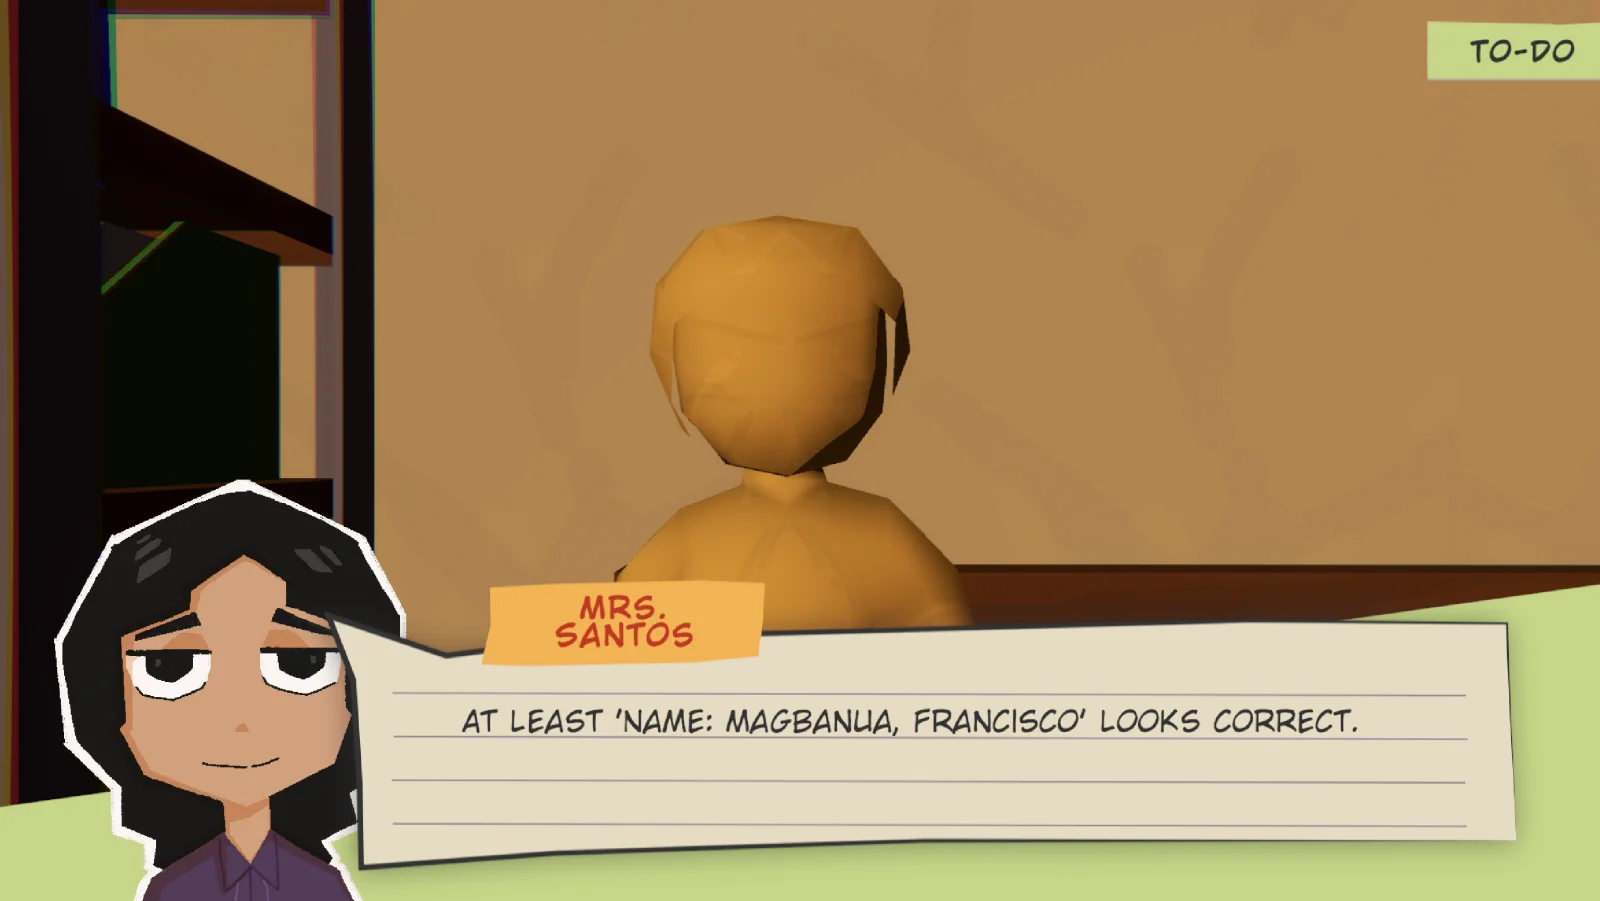 TO-DO
MRS.
SANTOS
AT LEAST 'NAME: MAGBANUA, FRANCISCO' LOOKS CORRECT.